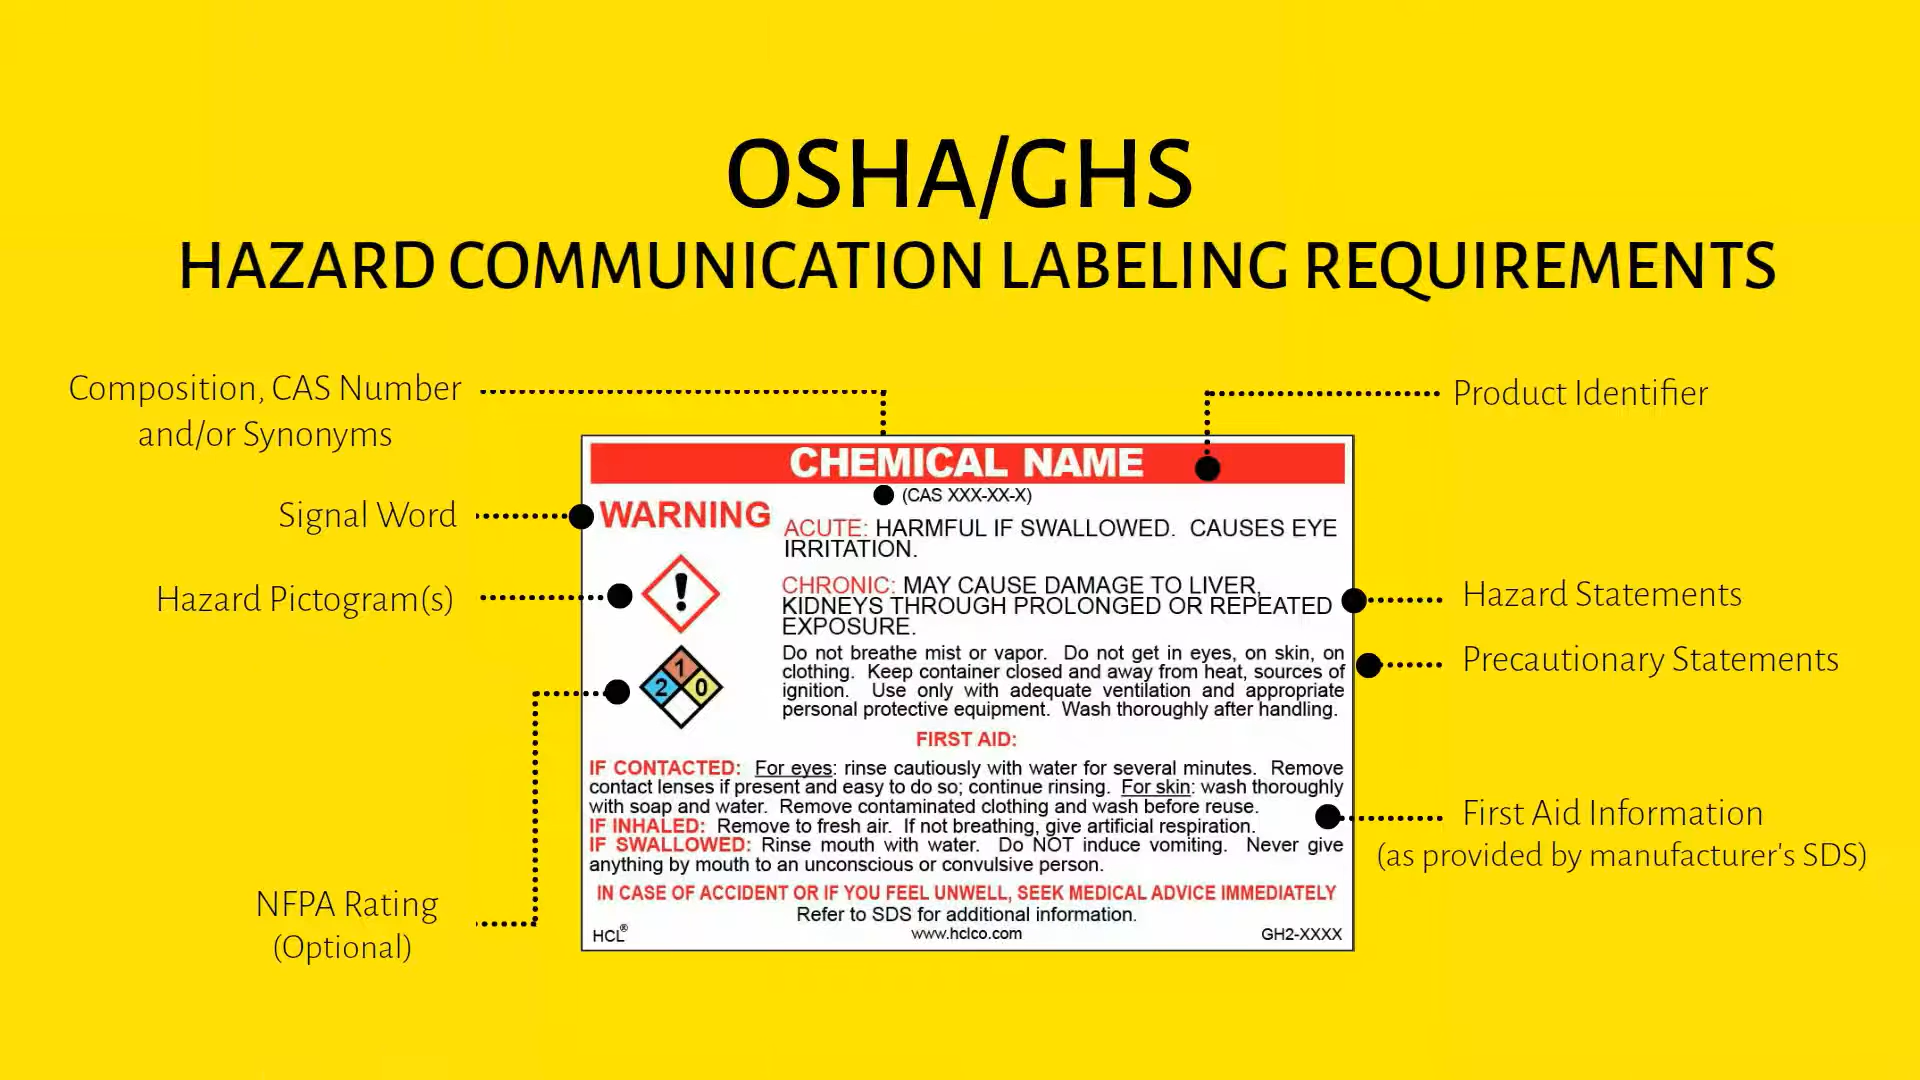 OSHA/GHS
HAZARD COMMUNICATION LABELING REQUIREMENTS
Composition, CAS Number
and/or Synonyms
Signal Word
Hazard Pictogram(s)
NFPA Rating
(Optional)
CHEMICAL NAME
(CAS XXX-XX-X)
WARNING
ACUTE: HARMFUL IF SWALLOWED. CAUSES EYE
IRRITATION.
CHRONIC: MAY CAUSE DAMAGE TO LIVER,
KIDNEYS THROUGH PROLONGED OR REPEATED
EXPOSURE.
!
1
2 0
Do not breathe mist or vapor. Do not get in eyes, on skin, on
clothing. Keep container closed and away from heat, sources of
ignition. Use only with adequate ventilation and appropriate
personal protective equipment. Wash thoroughly after handling.
FIRST AID:
IF CONTACTED: For eyes: rinse cautiously with water for several minutes. Remove
contact lenses if present and easy to do so; continue rinsing. For skin: wash thoroughly
with soap and water. Remove contaminated clothing and wash before reuse.
IF INHALED: Remove to fresh air. If not breathing, give artificial respiration.
IF SWALLOWED: Rinse mouth with water. Do NOT induce vomiting. Never give
anything by mouth to an unconscious or convulsive person.
IN CASE OF ACCIDENT OR IF YOU FEEL UNWELL, SEEK MEDICAL ADVICE IMMEDIATELY
Refer to SDS for additional information.
HCL® www.hclco.com GH2-XXXX
Product Identifier
Hazard Statements
Precautionary Statements
First Aid Information
(as provided by manufacturer's SDS)